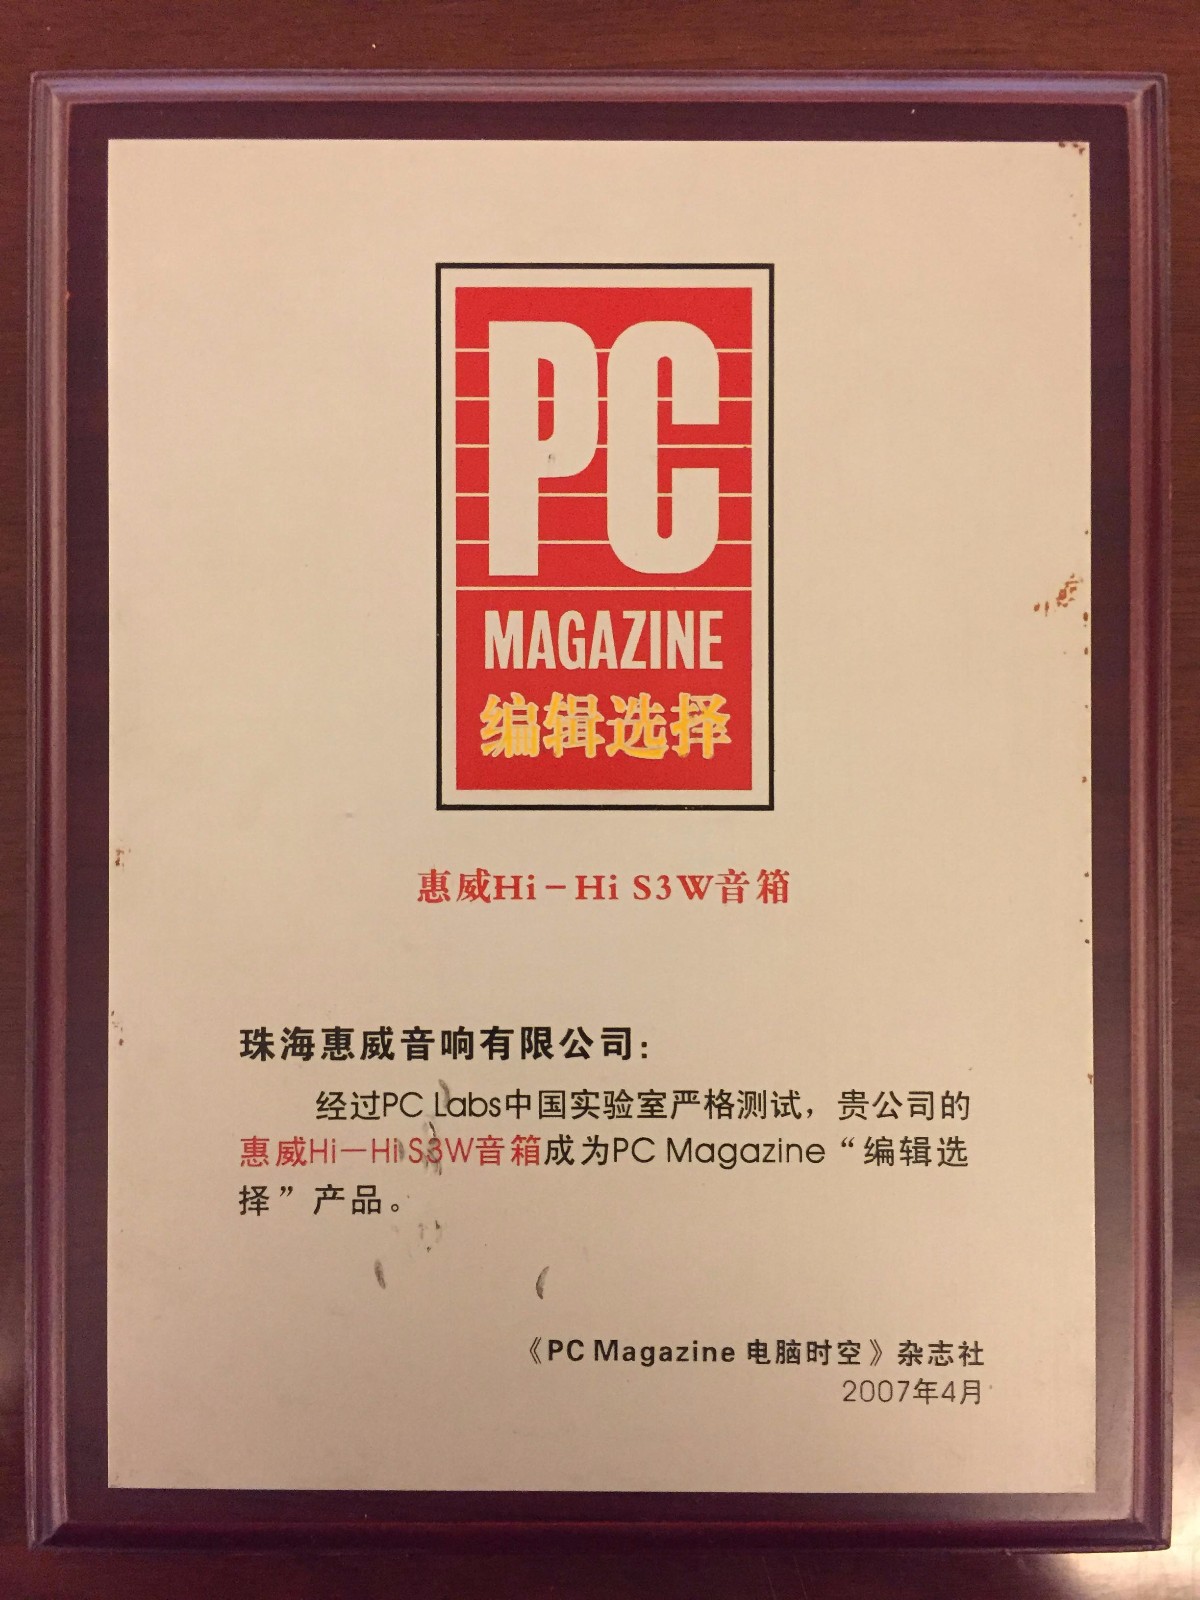 PC
MAGAZINE
编辑选择
惠威Hi-Hi S3W音箱
珠海惠威音响有限公司:
经过PC Labs中国实验室严格测试，贵公司的
惠威Hi—Hi S3W音箱成为PC Magazine“编辑选
择”产品。
《PC Magazine 电脑时空》杂志社
2007年4月